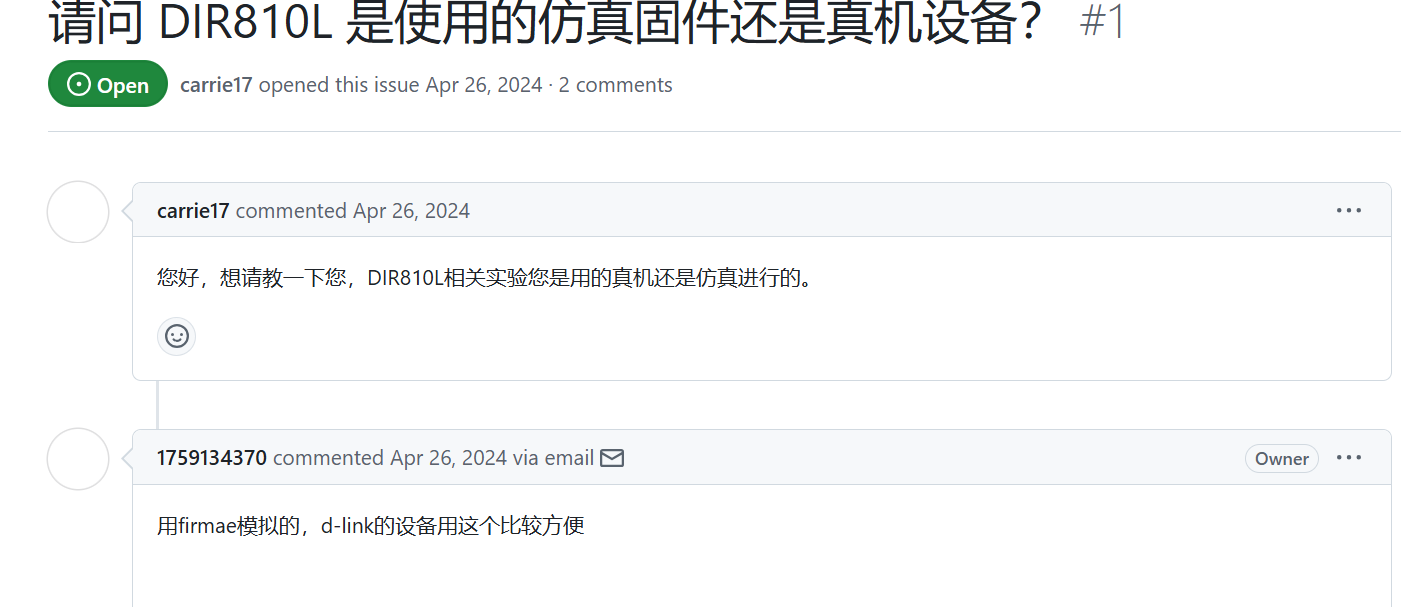 请问 DIR810L 是使用的仿真固件还是真机设备？ #1
Open carrie17 opened this issue Apr 26, 2024 · 2 comments
carrie17 commented Apr 26, 2024
您好，想请教一下您，DIR810L相关实验您是用的真机还是仿真进行的。
1759134370 commented Apr 26, 2024 via email Owner
用firmae模拟的，d-link的设备用这个比较方便